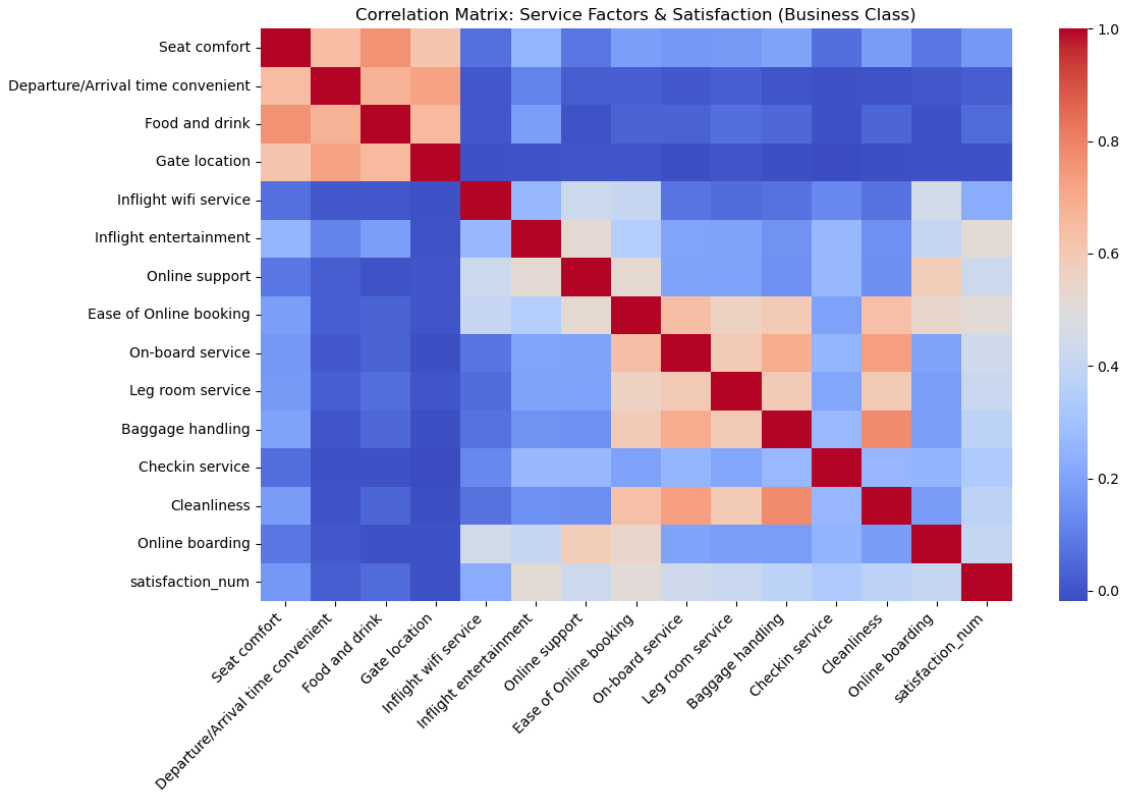 Correlation Matrix: Service Factors & Satisfaction (Business Class)
Seat comfort
Departure/Arrival time convenient
Food and drink
Gate location
Inflight wifi service
Inflight entertainment
Online support
Ease of Online booking
On-board service
Leg room service
Baggage handling
Checkin service
Cleanliness
Online boarding
satisfaction_num
Seat comfort
Departure/Arrival time convenient
Food and drink
Gate location
Inflight wifi service
Inflight entertainment
Online support
Ease of Online booking
On-board service
Leg room service
Baggage handling
Checkin service
Cleanliness
Online boarding
satisfaction_num
1.0
0.8
0.6
0.4
0.2
0.0